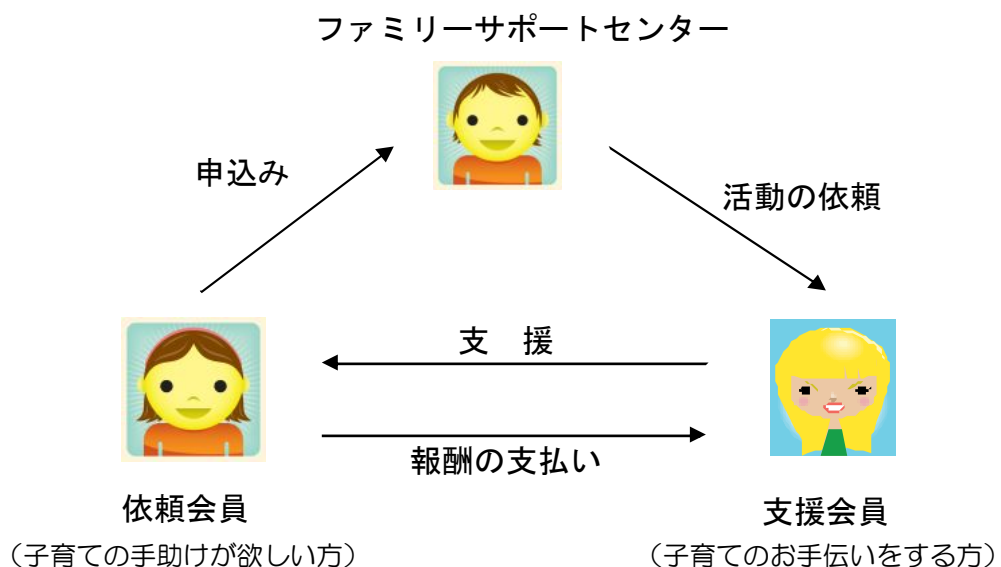 ファミリーサポートセンター
申込み
活動の依頼
支　援
報酬の支払い
依頼会員
（子育ての手助けが欲しい方）
支援会員
（子育てのお手伝いをする方）